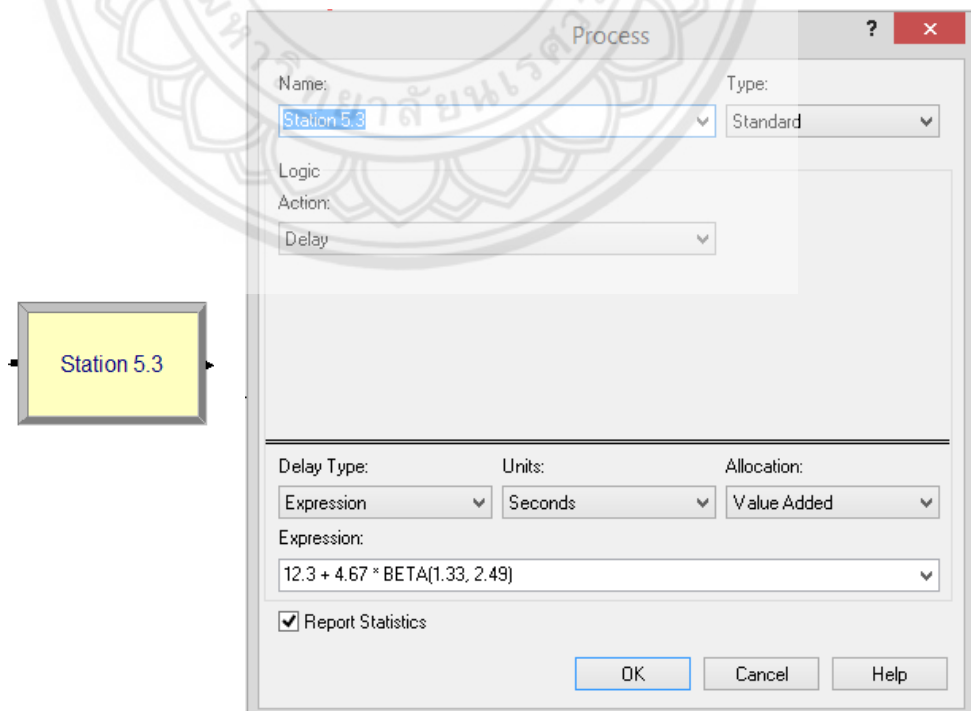 Process
?
×
Name:
Type:
Station 5.3
Standard
Logic
Action:
Delay
Station 5.3
Delay Type:
Units:
Allocation:
Expression
Seconds
Value Added
Expression:
12.3 + 4.67 * BETA(1.33, 2.49)
Report Statistics
OK
Cancel
Help